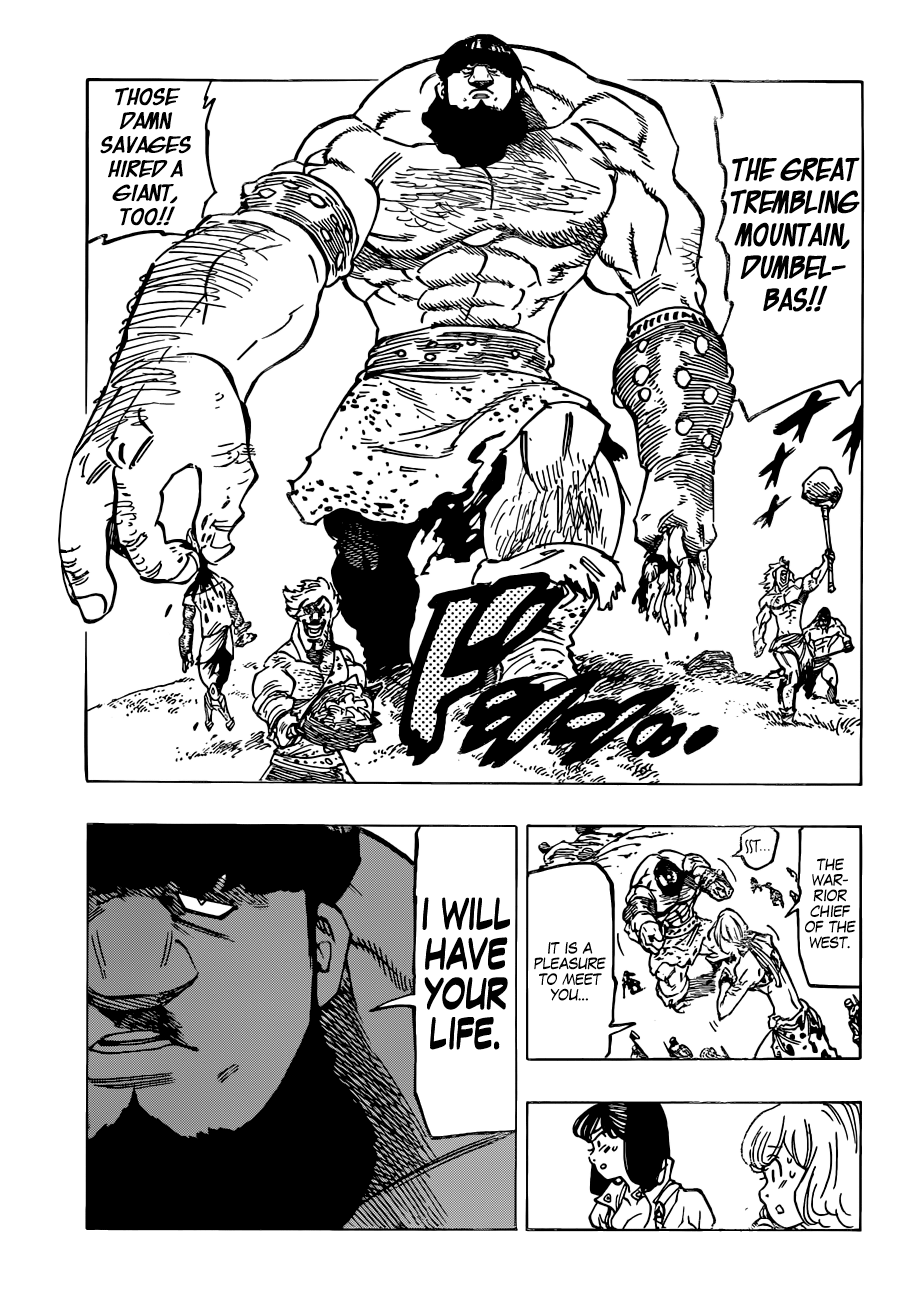 THE GREAT
TREMBLING
MOUNTAIN,
DUMBEL-
BAS!!
THOSE
DAMN
SAVAGES
HIRED A
GIANT,
TOO!!
THE
WAR-
RIOR
CHIEF
OF THE
WEST.
SST...
IT IS A
PLEASURE
TO MEET
YOU...
I WILL
HAVE
YOUR
LIFE.